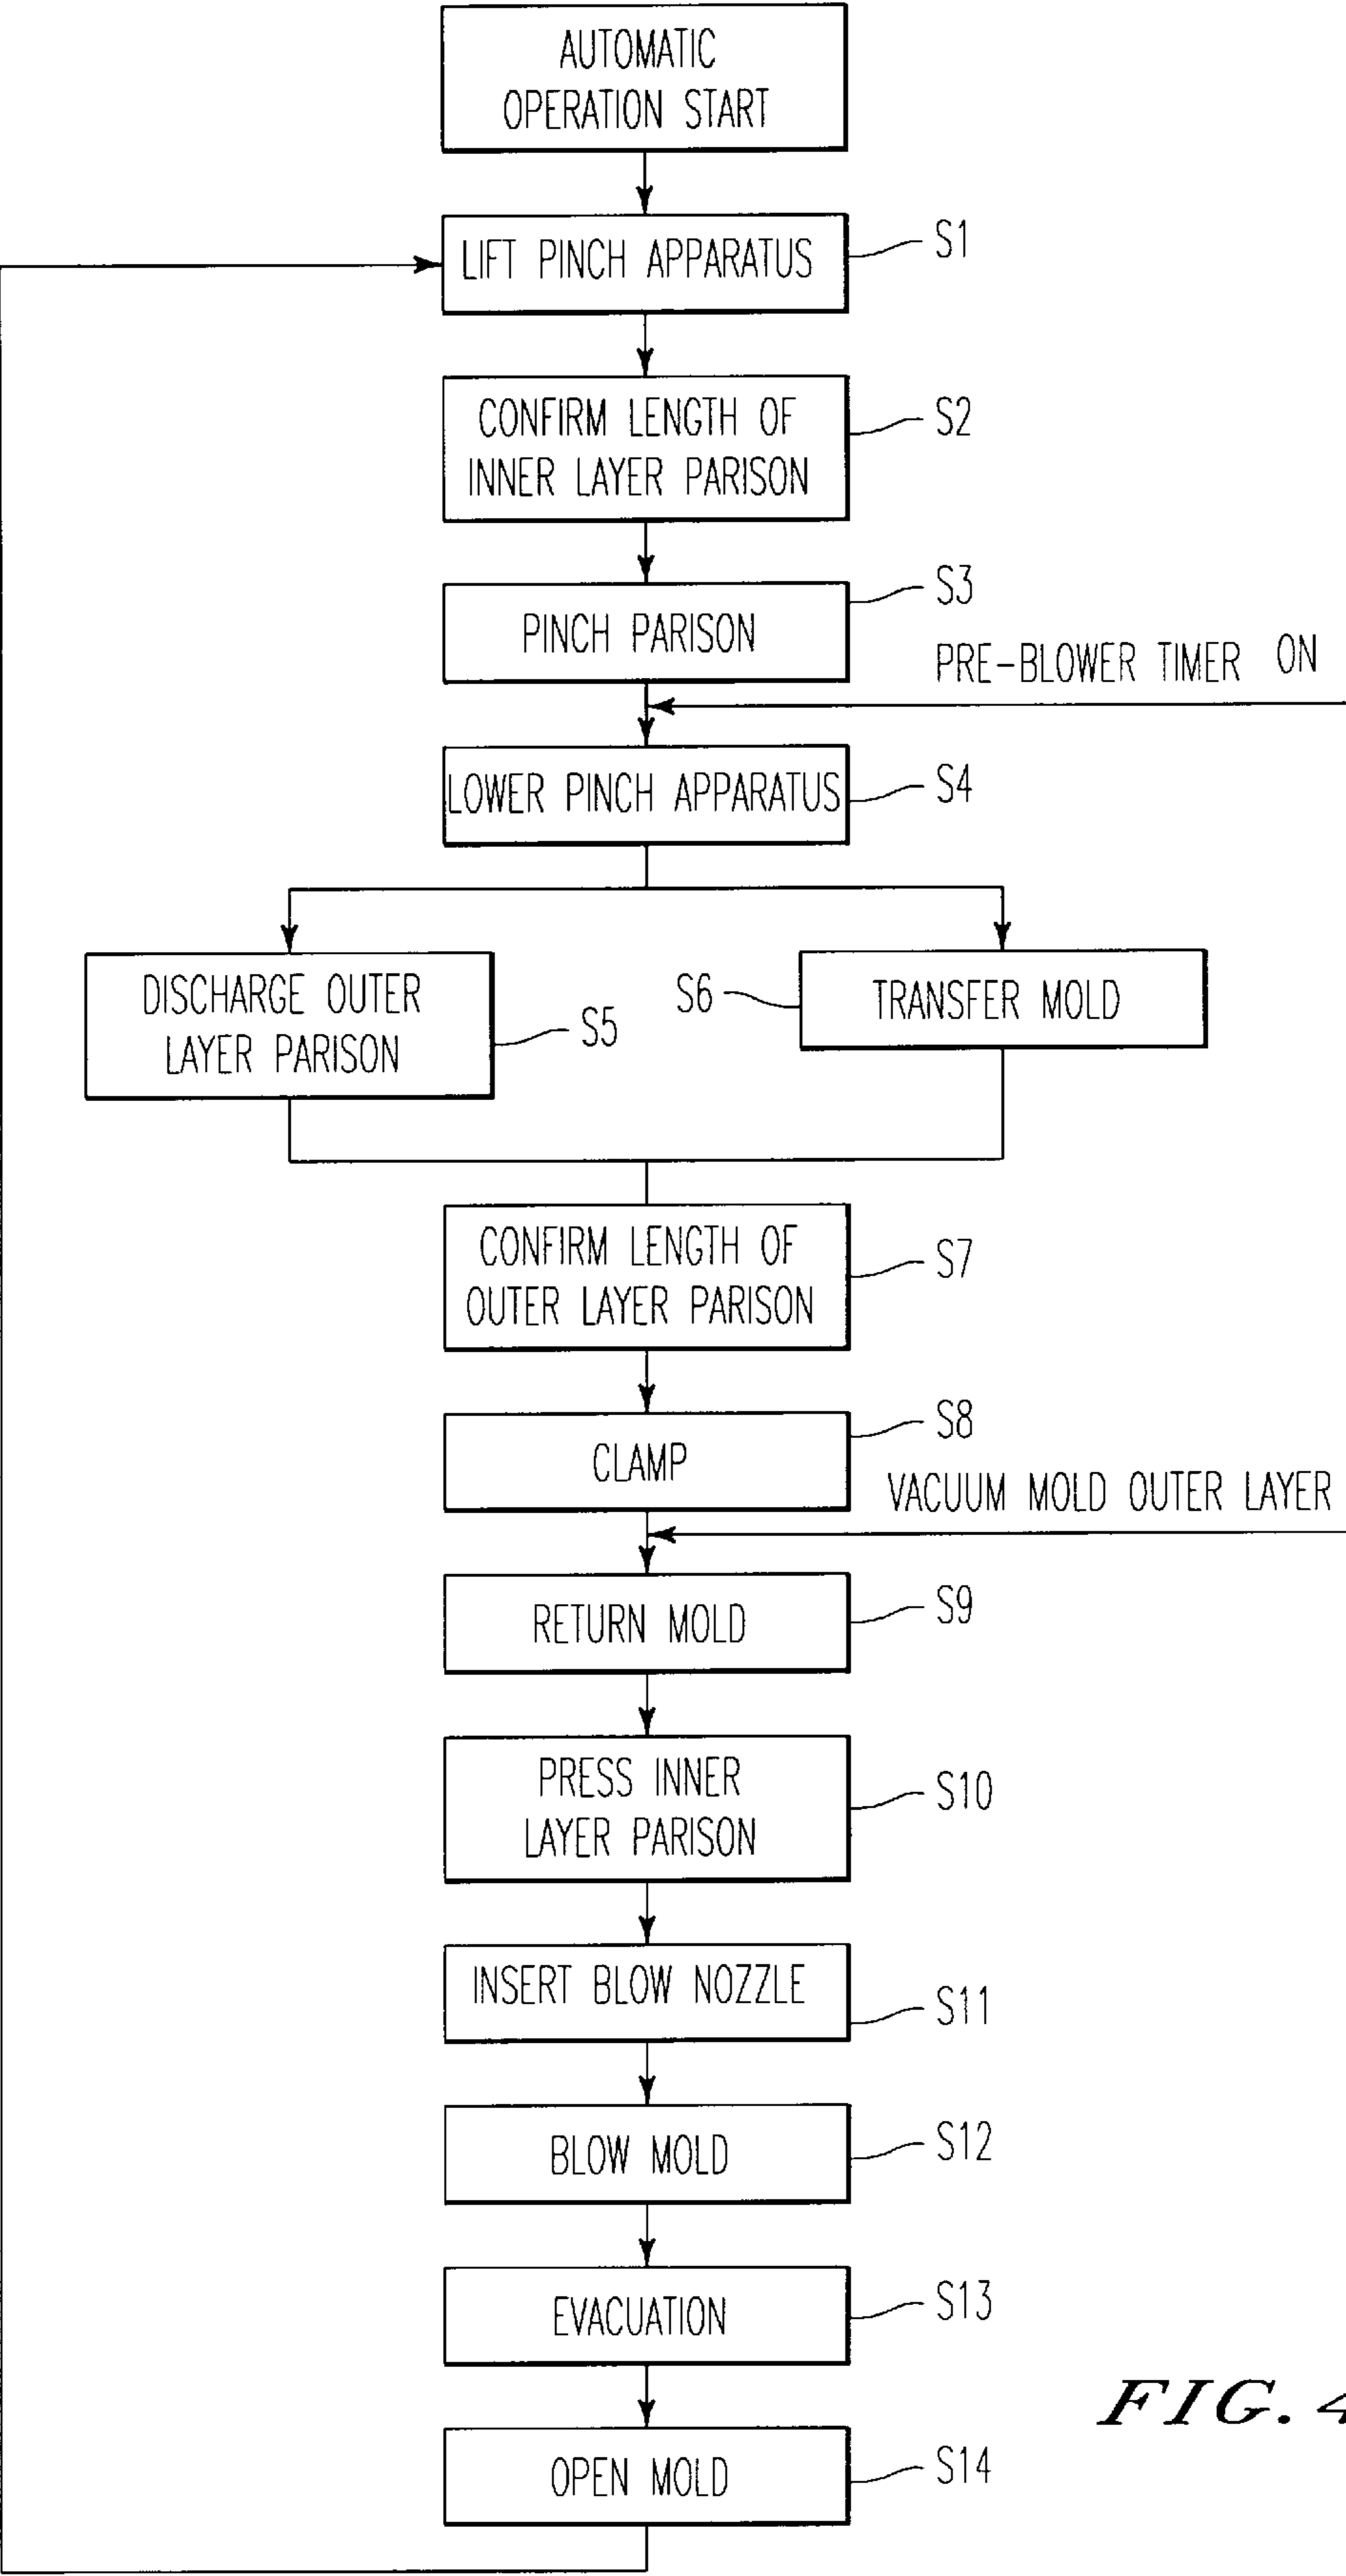 AUTOMATIC
OPERATION START
LIFT PINCH APPARATUS
S1
CONFIRM LENGTH OF
INNER LAYER PARISON
S2
PINCH PARISON
S3
PRE-BLOWER TIMER ON
LOWER PINCH APPARATUS
S4
DISCHARGE OUTER
LAYER PARISON
S5
S6
TRANSFER MOLD
CONFIRM LENGTH OF
OUTER LAYER PARISON
S7
CLAMP
S8
VACUUM MOLD OUTER LAYER
RETURN MOLD
S9
PRESS INNER
LAYER PARISON
S10
INSERT BLOW NOZZLE
S11
BLOW MOLD
S12
EVACUATION
S13
OPEN MOLD
S14
FIG. 4